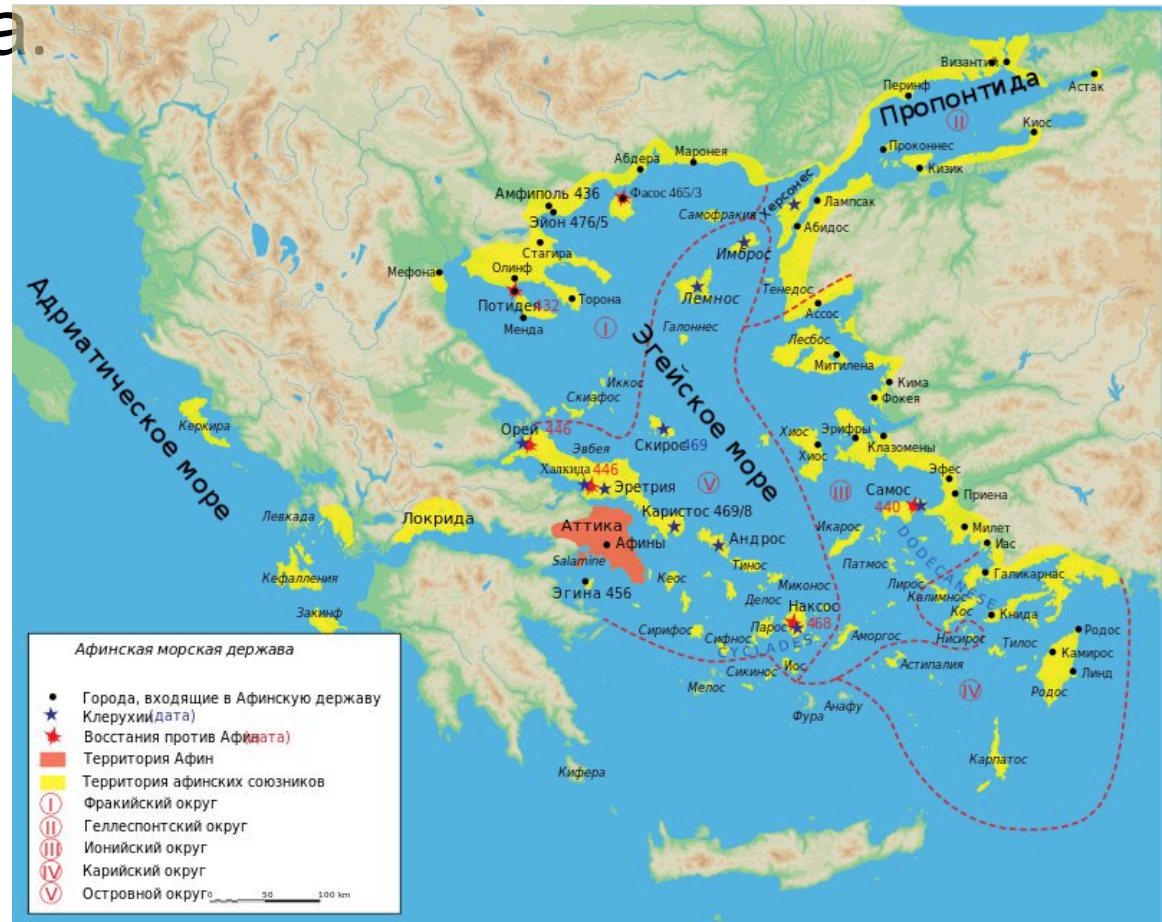 а.
Византий
Перинф
Астак
Пропонтида
II
Киос
Проконнес
Кизик
Маронея
Абдера
Фасос 465/3
Амфиполь 436
Эйон 476/5
Херсонес
Лампсак
Самофракия
Абидос
Стагира
Имброс
Мефона
Олинф
Тенедос
Лемнос
Торона
Потидея 432
Ассос
Менда
I
Галоннес
Лесбос
Митилена
Адриатическое море
Эгейское море
Иккос
Скиафос
Кима
Фокея
Керкира
Орей 446
Скирос 469
Эвбея
Хиос
Эрифры
Хиос
Клазомены
Халкида 446
Эретрия
V
III
Эфес
Самос
440
Приена
Левкада
Локрида
Каристос 469/8
Аттика
Афины
Андрос
Икарос
Милет
Иас
Salamine
Тинос
Патмос
DODÉCANÈSE
Кефалления
Кеос
Эгина 456
Миконос
Лирос
Галикарнас
Калимнос
Делос
Наксос
468
Кос
Книда
Закинф
Парос
Сирифос
Сифнос
CYCLADES
Аморгос
Нисирос
Тилос
Родос
Камирос
Линд
Родос
Астипалия
IV
Иос
Сикинос
Мелос
Анафу
Фура
Карпатос
Кифера
Афинская морская держава
Города, входящие в Афинскую державу
Клерухии (дата)
Восстания против Афин (дата)
Территория Афин
Территория афинских союзников
I Фракийский округ
II Геллеспонтский округ
III Ионийский округ
IV Карийский округ
V Островной округ
0 50 100 km